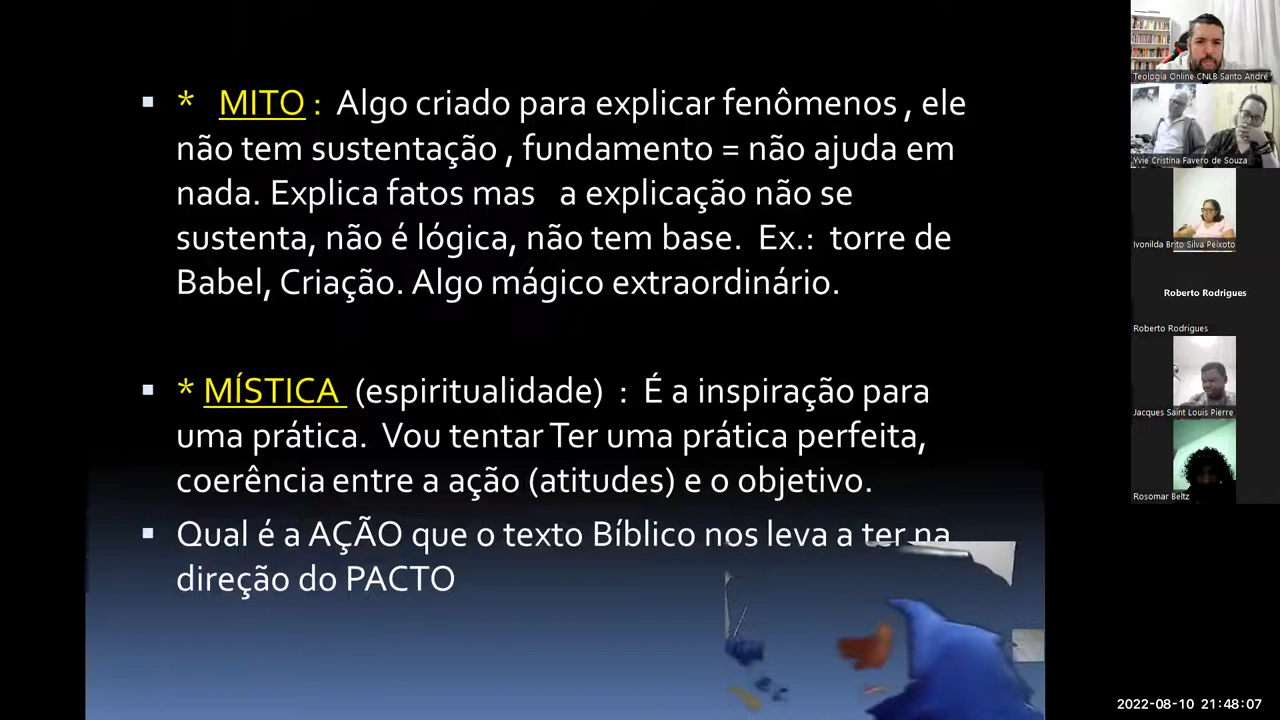 * MITO : Algo criado para explicar fenômenos , ele
não tem sustentação , fundamento = não ajuda em
nada. Explica fatos mas a explicação não se
sustenta, não é lógica, não tem base. Ex.: torre de
Babel, Criação. Algo mágico extraordinário.
* MÍSTICA (espiritualidade) : É a inspiração para
uma prática. Vou tentar Ter uma prática perfeita,
coerência entre a ação (atitudes) e o objetivo.
Qual é a AÇÃO que o texto Bíblico nos leva a ter na
direção do PACTO
Teologia Online CNLB Santo André
Yvie Cristina Favero de Souza
Ivonilda Brito Silva Peixoto
Roberto Rodrigues
Roberto Rodrigues
Jacques Saint Louis Pierre
Rosomar Beltz
2022-08-10 21:48:07